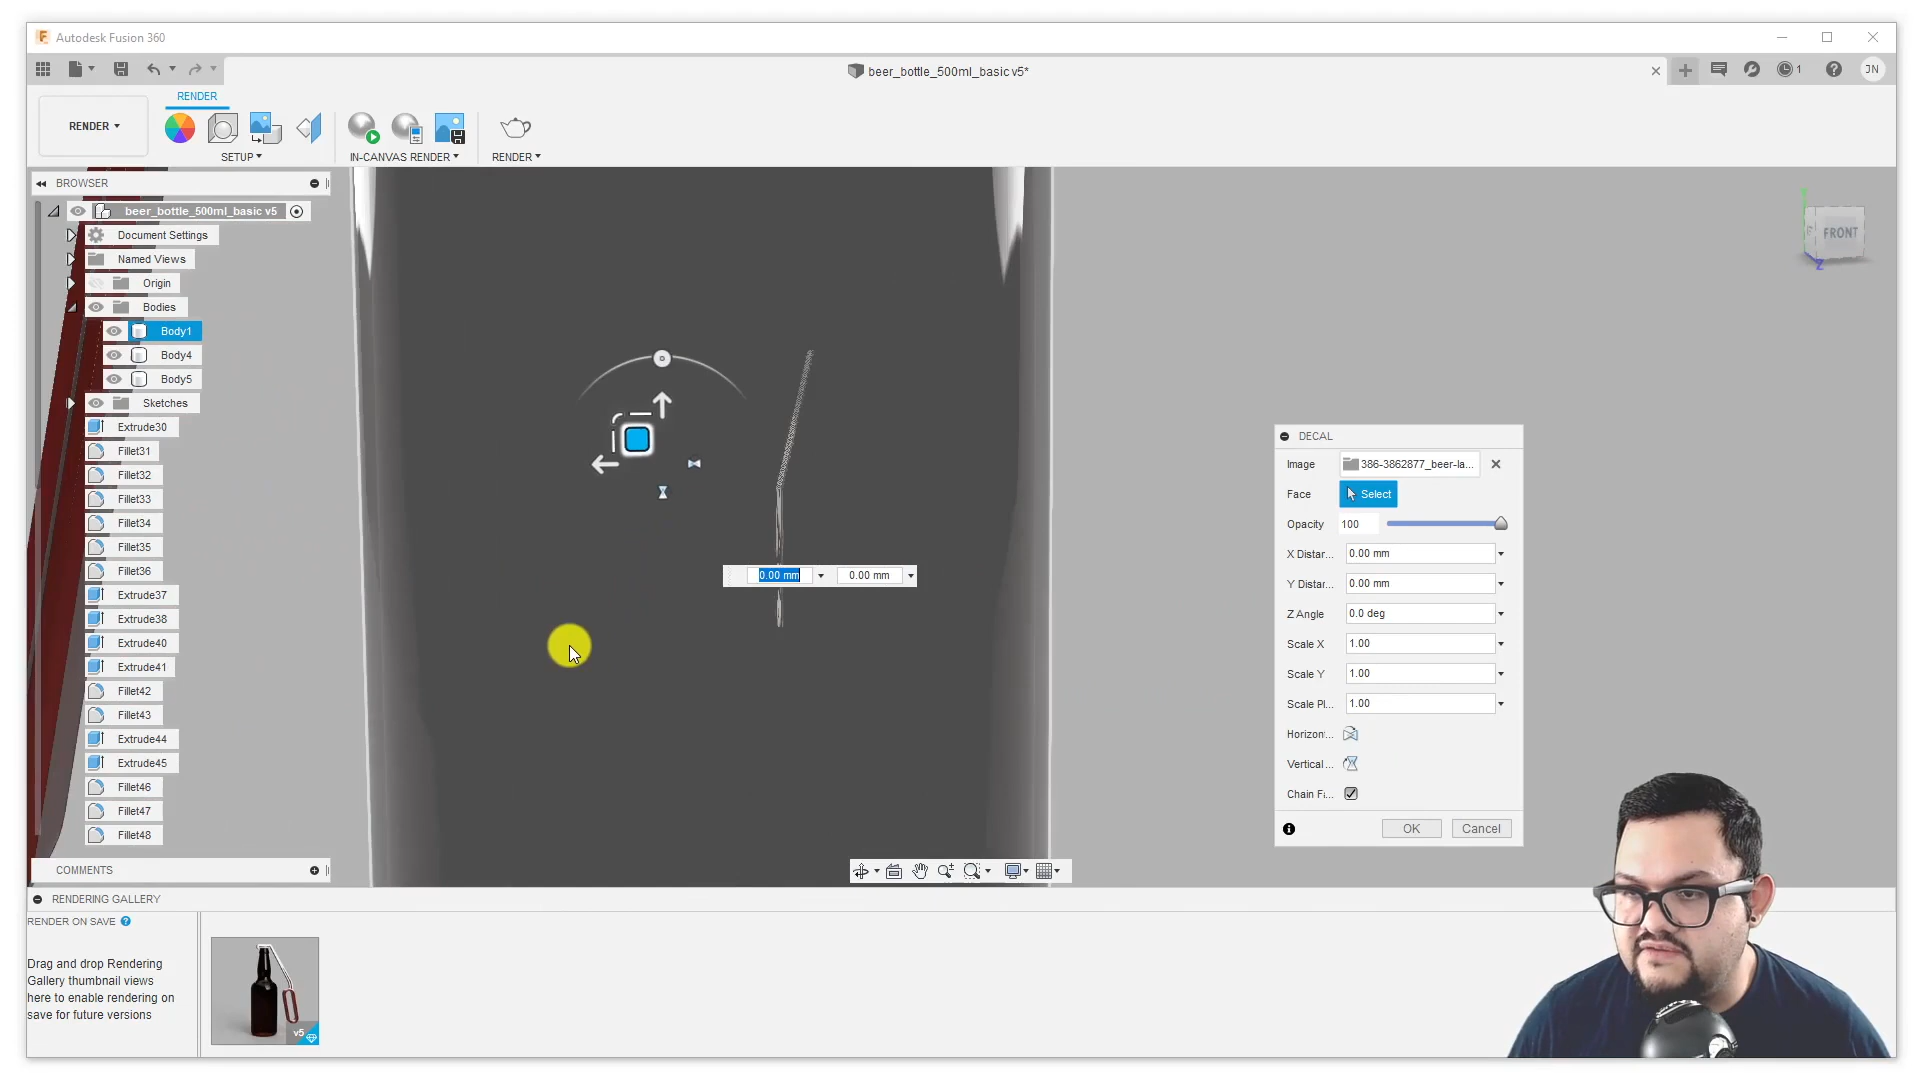 Autodesk Fusion 360
beer_bottle_500ml_basic v5*
1
JN
RENDER
RENDER
SETUP
IN-CANVAS RENDER
RENDER
BROWSER
beer_bottle_500ml_basic v5
Document Settings
Named Views
Origin
Bodies
Body1
Body4
Body5
Sketches
Extrude30
Fillet31
Fillet32
Fillet33
Fillet34
Fillet35
Fillet36
Extrude37
Extrude38
Extrude40
Extrude41
Fillet42
Fillet43
Extrude44
Extrude45
Fillet46
Fillet47
Fillet48
COMMENTS
FRONT
Z
0.00 mm 0.00 mm
DECAL
Image 386-3862877_beer-la...
Face Select
Opacity 100
X Distar... 0.00 mm
Y Distar... 0.00 mm
Z Angle 0.0 deg
Scale X 1.00
Scale Y 1.00
Scale Pl... 1.00
Horizon...
Vertical ...
Chain Fi...
OK Cancel
RENDERING GALLERY
RENDER ON SAVE
Drag and drop Rendering
Gallery thumbnail views
here to enable rendering on
save for future versions
v5